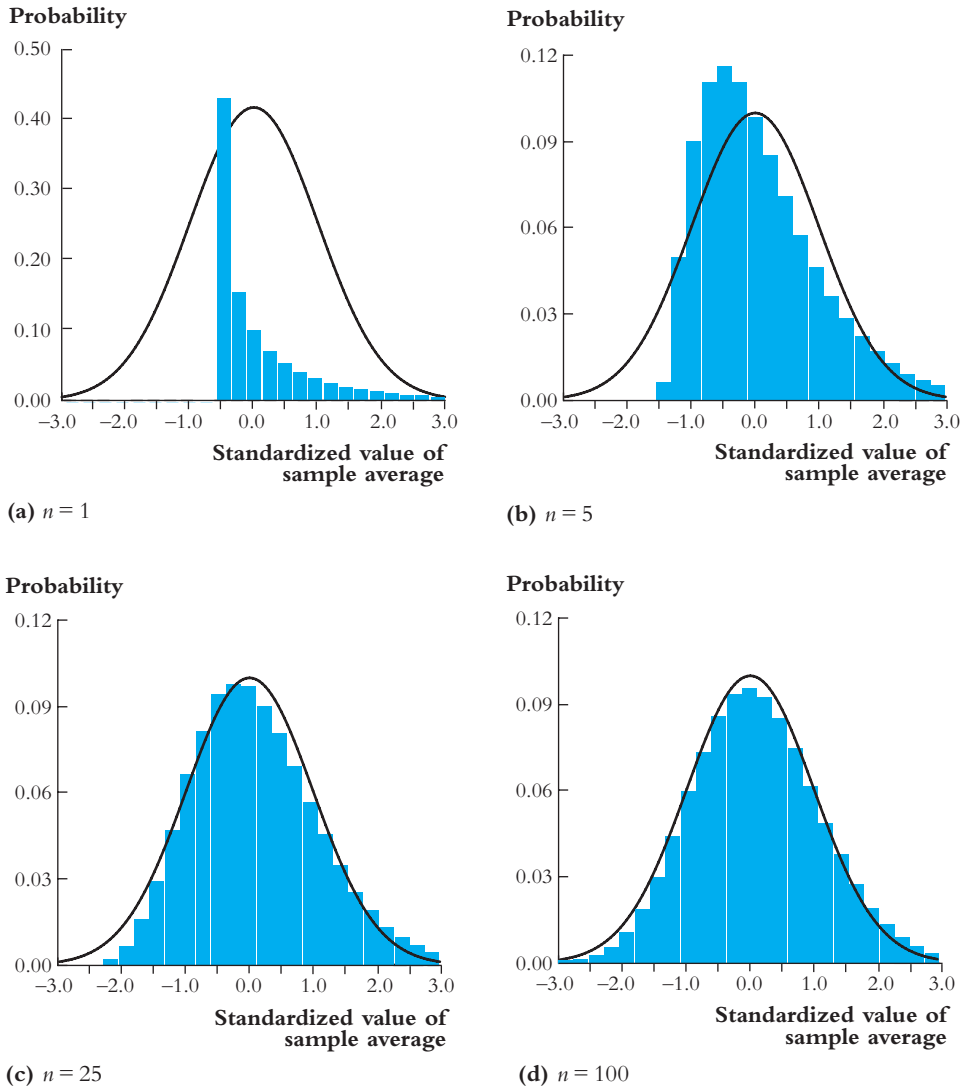 Probability
0.50
0.40
0.30
0.20
0.10
0.00
−3.0 −2.0 −1.0 0.0 1.0 2.0 3.0
Standardized value of
sample average
(a) n = 1
Probability
0.12
0.09
0.06
0.03
0.00
−3.0 −2.0 −1.0 0.0 1.0 2.0 3.0
Standardized value of
sample average
(b) n = 5
Probability
0.12
0.09
0.06
0.03
0.00
−3.0 −2.0 −1.0 0.0 1.0 2.0 3.0
Standardized value of
sample average
(c) n = 25
Probability
0.12
0.09
0.06
0.03
0.00
−3.0 −2.0 −1.0 0.0 1.0 2.0 3.0
Standardized value of
sample average
(d) n = 100